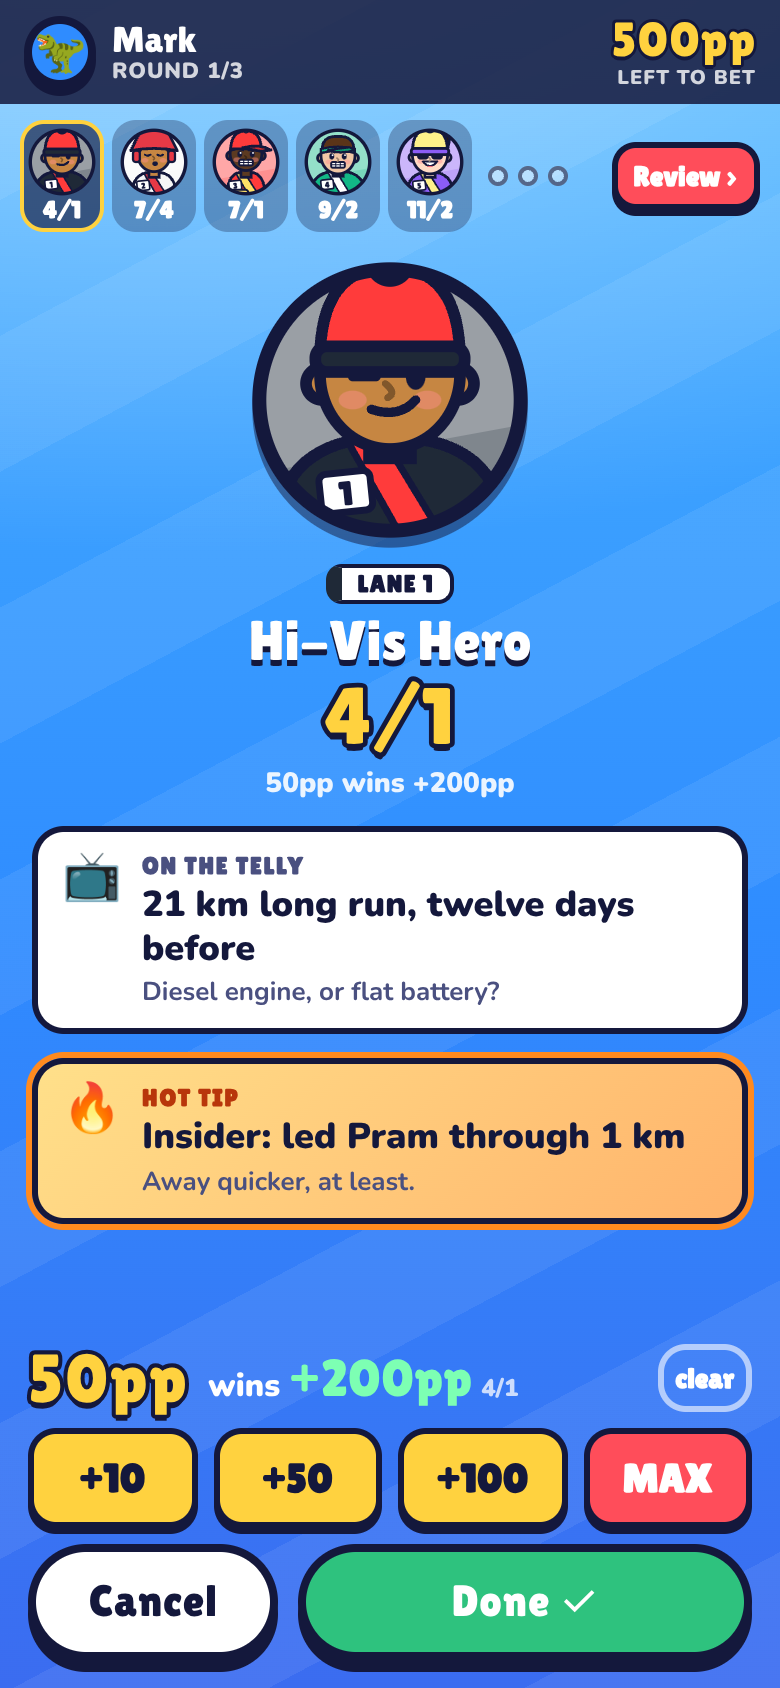 Mark
ROUND 1/3
500pp
LEFT TO BET
4/1
7/4
7/1
9/2
11/2
Review ›
1
LANE 1
Hi-Vis Hero
4/1
50pp wins +200pp
ON THE TELLY
21 km long run, twelve days
before
Diesel engine, or flat battery?
HOT TIP
Insider: led Pram through 1 km
Away quicker, at least.
50pp wins +200pp 4/1
clear
+10
+50
+100
MAX
Cancel
Done ✓